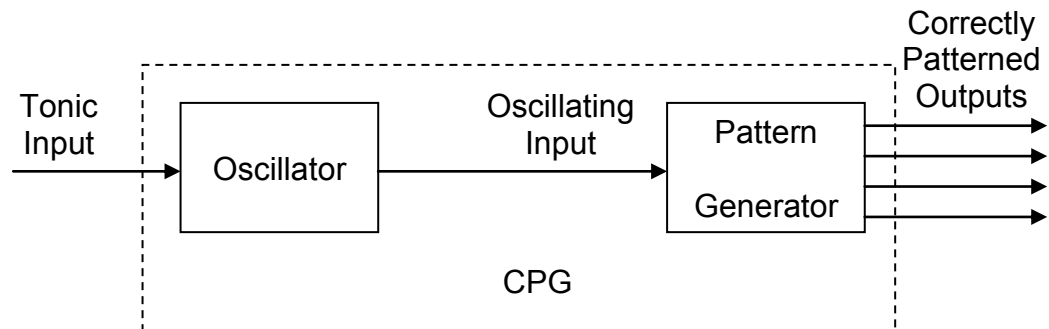 Tonic
Input
Oscillator
Oscillating
Input
Pattern
Generator
Correctly
Patterned
Outputs
CPG